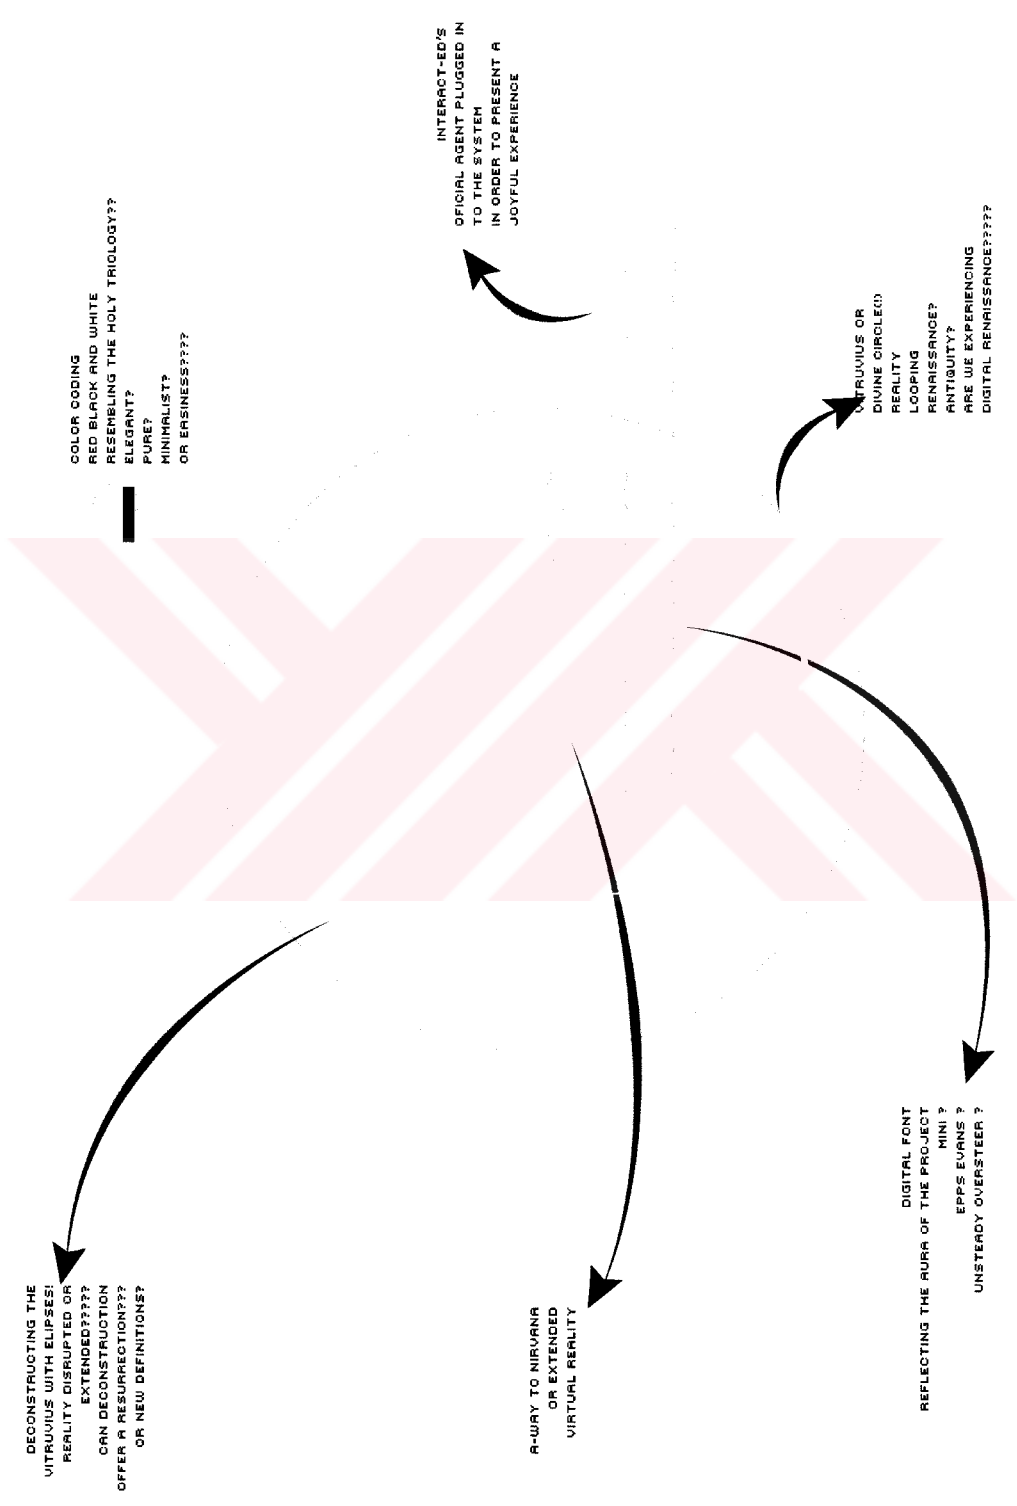 DECONSTRUCTING THE
VITRUVIUS WITH ELIPSES!
REALITY DISRUPTED OR
EXTENDED?????
CAN DECONSTRUCTION
OFFER A RESURRECTION???
OR NEW DEFINITIONS?
COLOR CODING
RED BLACK AND WHITE
RESEMBLING THE HOLY TRIOLOGY??
ELEGANT?
PURE?
MINIMALIST?
OR EASINESS????
INTERACT-ED'S
OFICIAL AGENT PLUGGED IN
TO THE SYSTEM
IN ORDER TO PRESENT A
JOYFUL EXPERIENCE
A-WAY TO NIRVANA
OR EXTENDED
VIRTUAL REALITY
VITRUVIUS OR
DIVINE CIRCLE(!)
REALITY
LOOPING
RENAISSANCE?
ANTIQUITY?
ARE WE EXPERIENCING
DIGITAL RENAISSANCE?????
DIGITAL FONT
REFLECTING THE AURA OF THE PROJECT
MINI ?
EPPS EVANS ?
UNSTEADY OVERSTEER ?